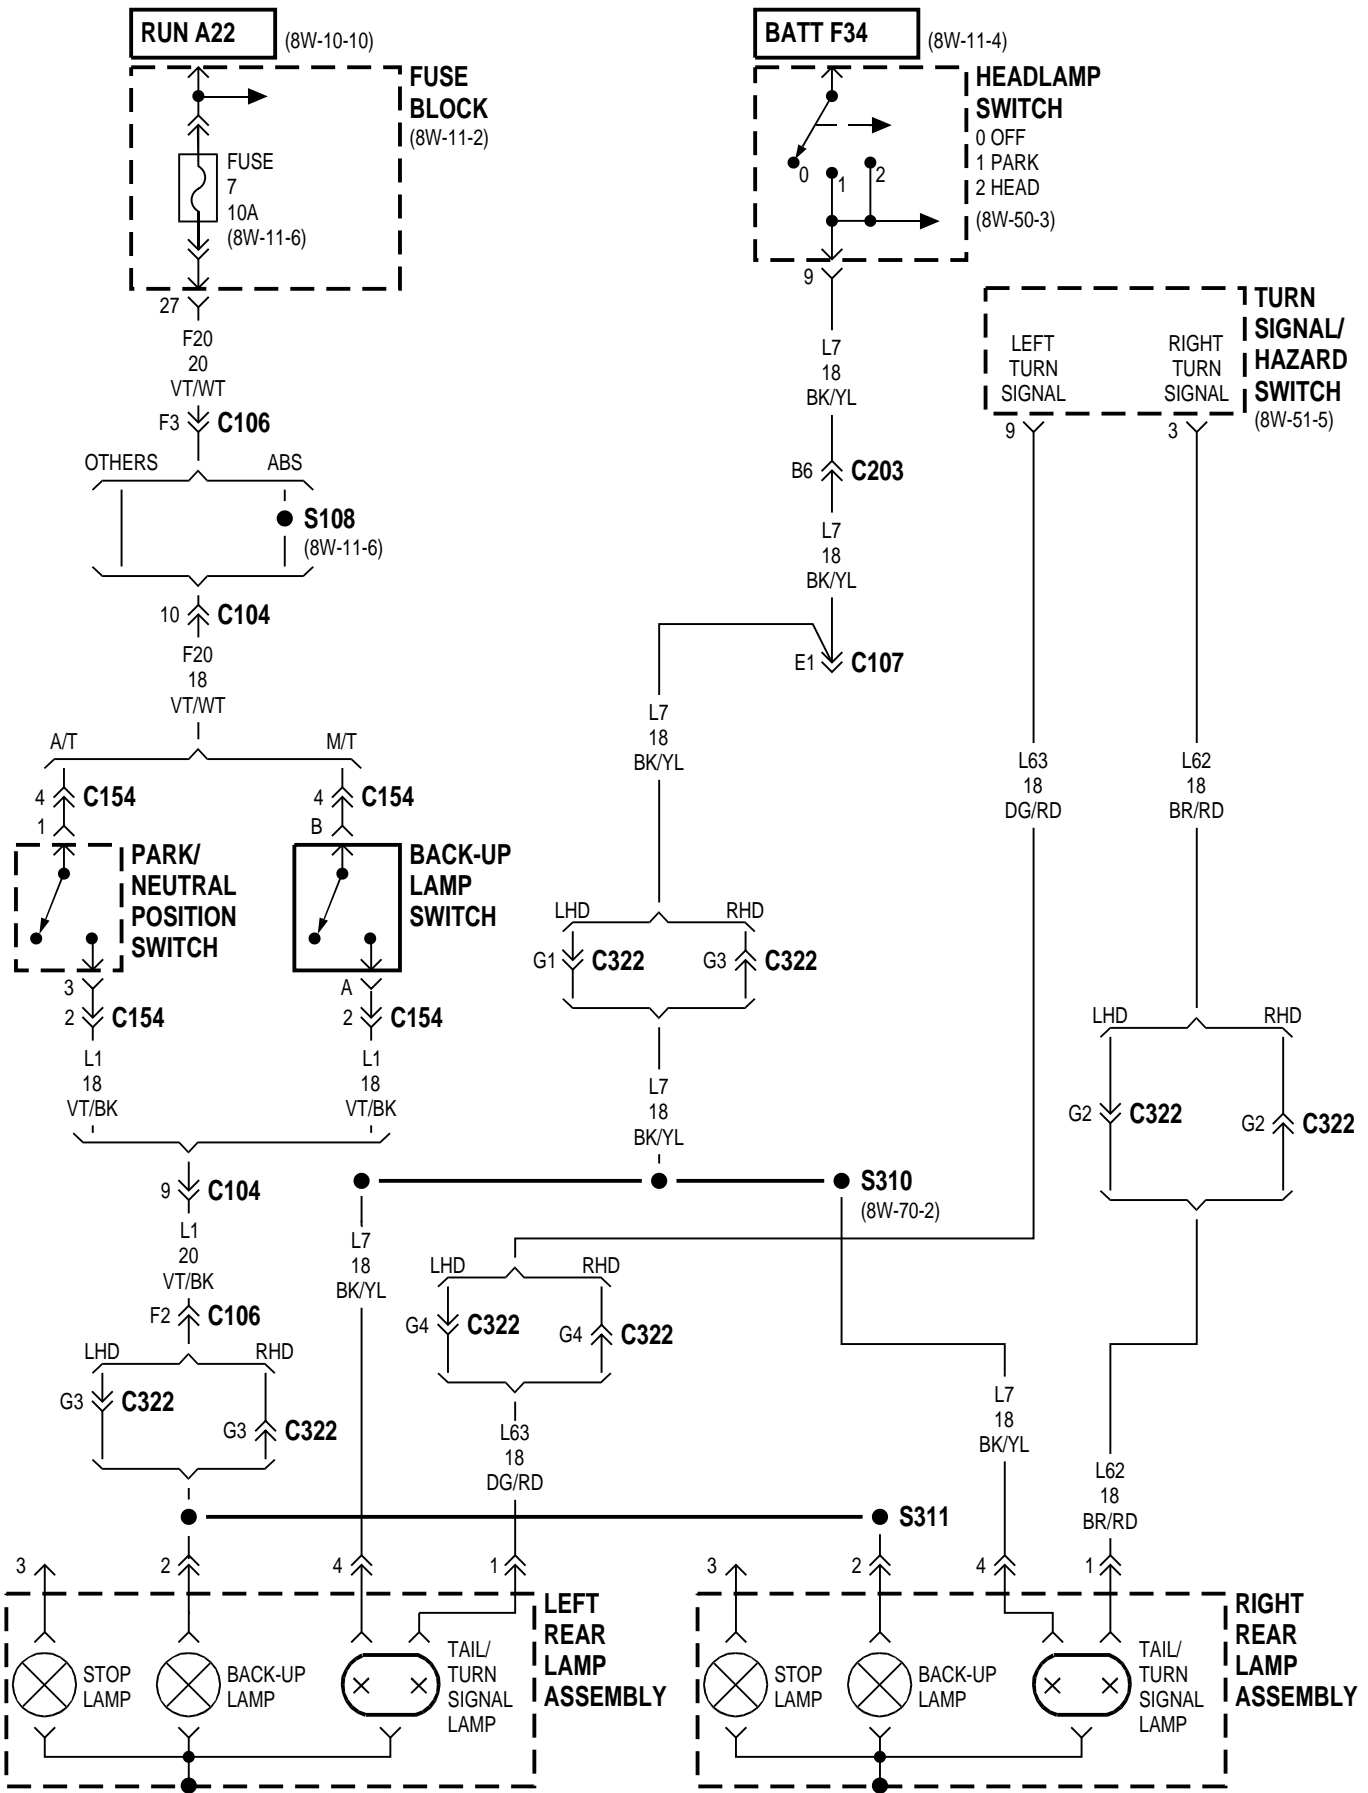 RUN A22
(8W-10-10)
BATT F34
(8W-11-4)
FUSE
BLOCK
(8W-11-2)
FUSE
7
10A
(8W-11-6)
27
F20
20
VT/WT
F3
C106
OTHERS
ABS
S108
(8W-11-6)
10
C104
F20
18
VT/WT
A/T
M/T
4
C154
1
4
C154
B
PARK/
NEUTRAL
POSITION
SWITCH
BACK-UP
LAMP
SWITCH
3
2
C154
A
2
C154
L1
18
VT/BK
L1
18
VT/BK
9
C104
L1
20
VT/BK
F2
C106
LHD
RHD
G3
C322
G3
C322
HEADLAMP
SWITCH
0 OFF
1 PARK
2 HEAD
(8W-50-3)
0
1
2
9
L7
18
BK/YL
B6
C203
L7
18
BK/YL
E1
C107
L7
18
BK/YL
LHD
RHD
G1
C322
G3
C322
L7
18
BK/YL
S310
(8W-70-2)
L7
18
BK/YL
TURN
SIGNAL/
HAZARD
SWITCH
(8W-51-5)
LEFT
TURN
SIGNAL
RIGHT
TURN
SIGNAL
9
3
L63
18
DG/RD
L62
18
BR/RD
LHD
RHD
G2
C322
G2
C322
LHD
RHD
G4
C322
G4
C322
L63
18
DG/RD
L7
18
BK/YL
L62
18
BR/RD
S311
3
2
4
1
3
2
4
1
LEFT
REAR
LAMP
ASSEMBLY
STOP
LAMP
BACK-UP
LAMP
TAIL/
TURN
SIGNAL
LAMP
RIGHT
REAR
LAMP
ASSEMBLY
STOP
LAMP
BACK-UP
LAMP
TAIL/
TURN
SIGNAL
LAMP